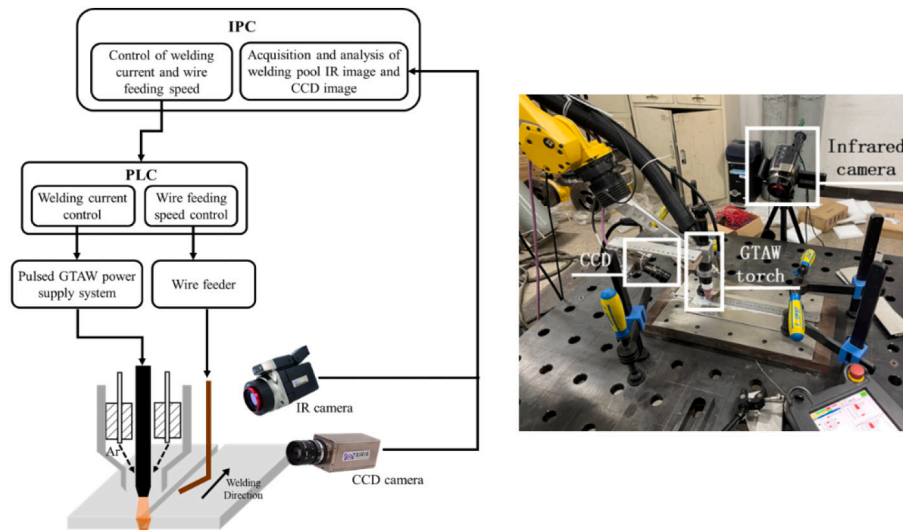 IPC
Control of welding
current and wire
feeding speed
Acquisition and analysis of
welding pool IR image and
CCD image
PLC
Welding current
control
Wire feeding
speed control
Pulsed GTAW power
supply system
Wire feeder
Ar
IR camera
Welding
Direction
CCD camera
Infrared
camera
CCD
GTAW
torch